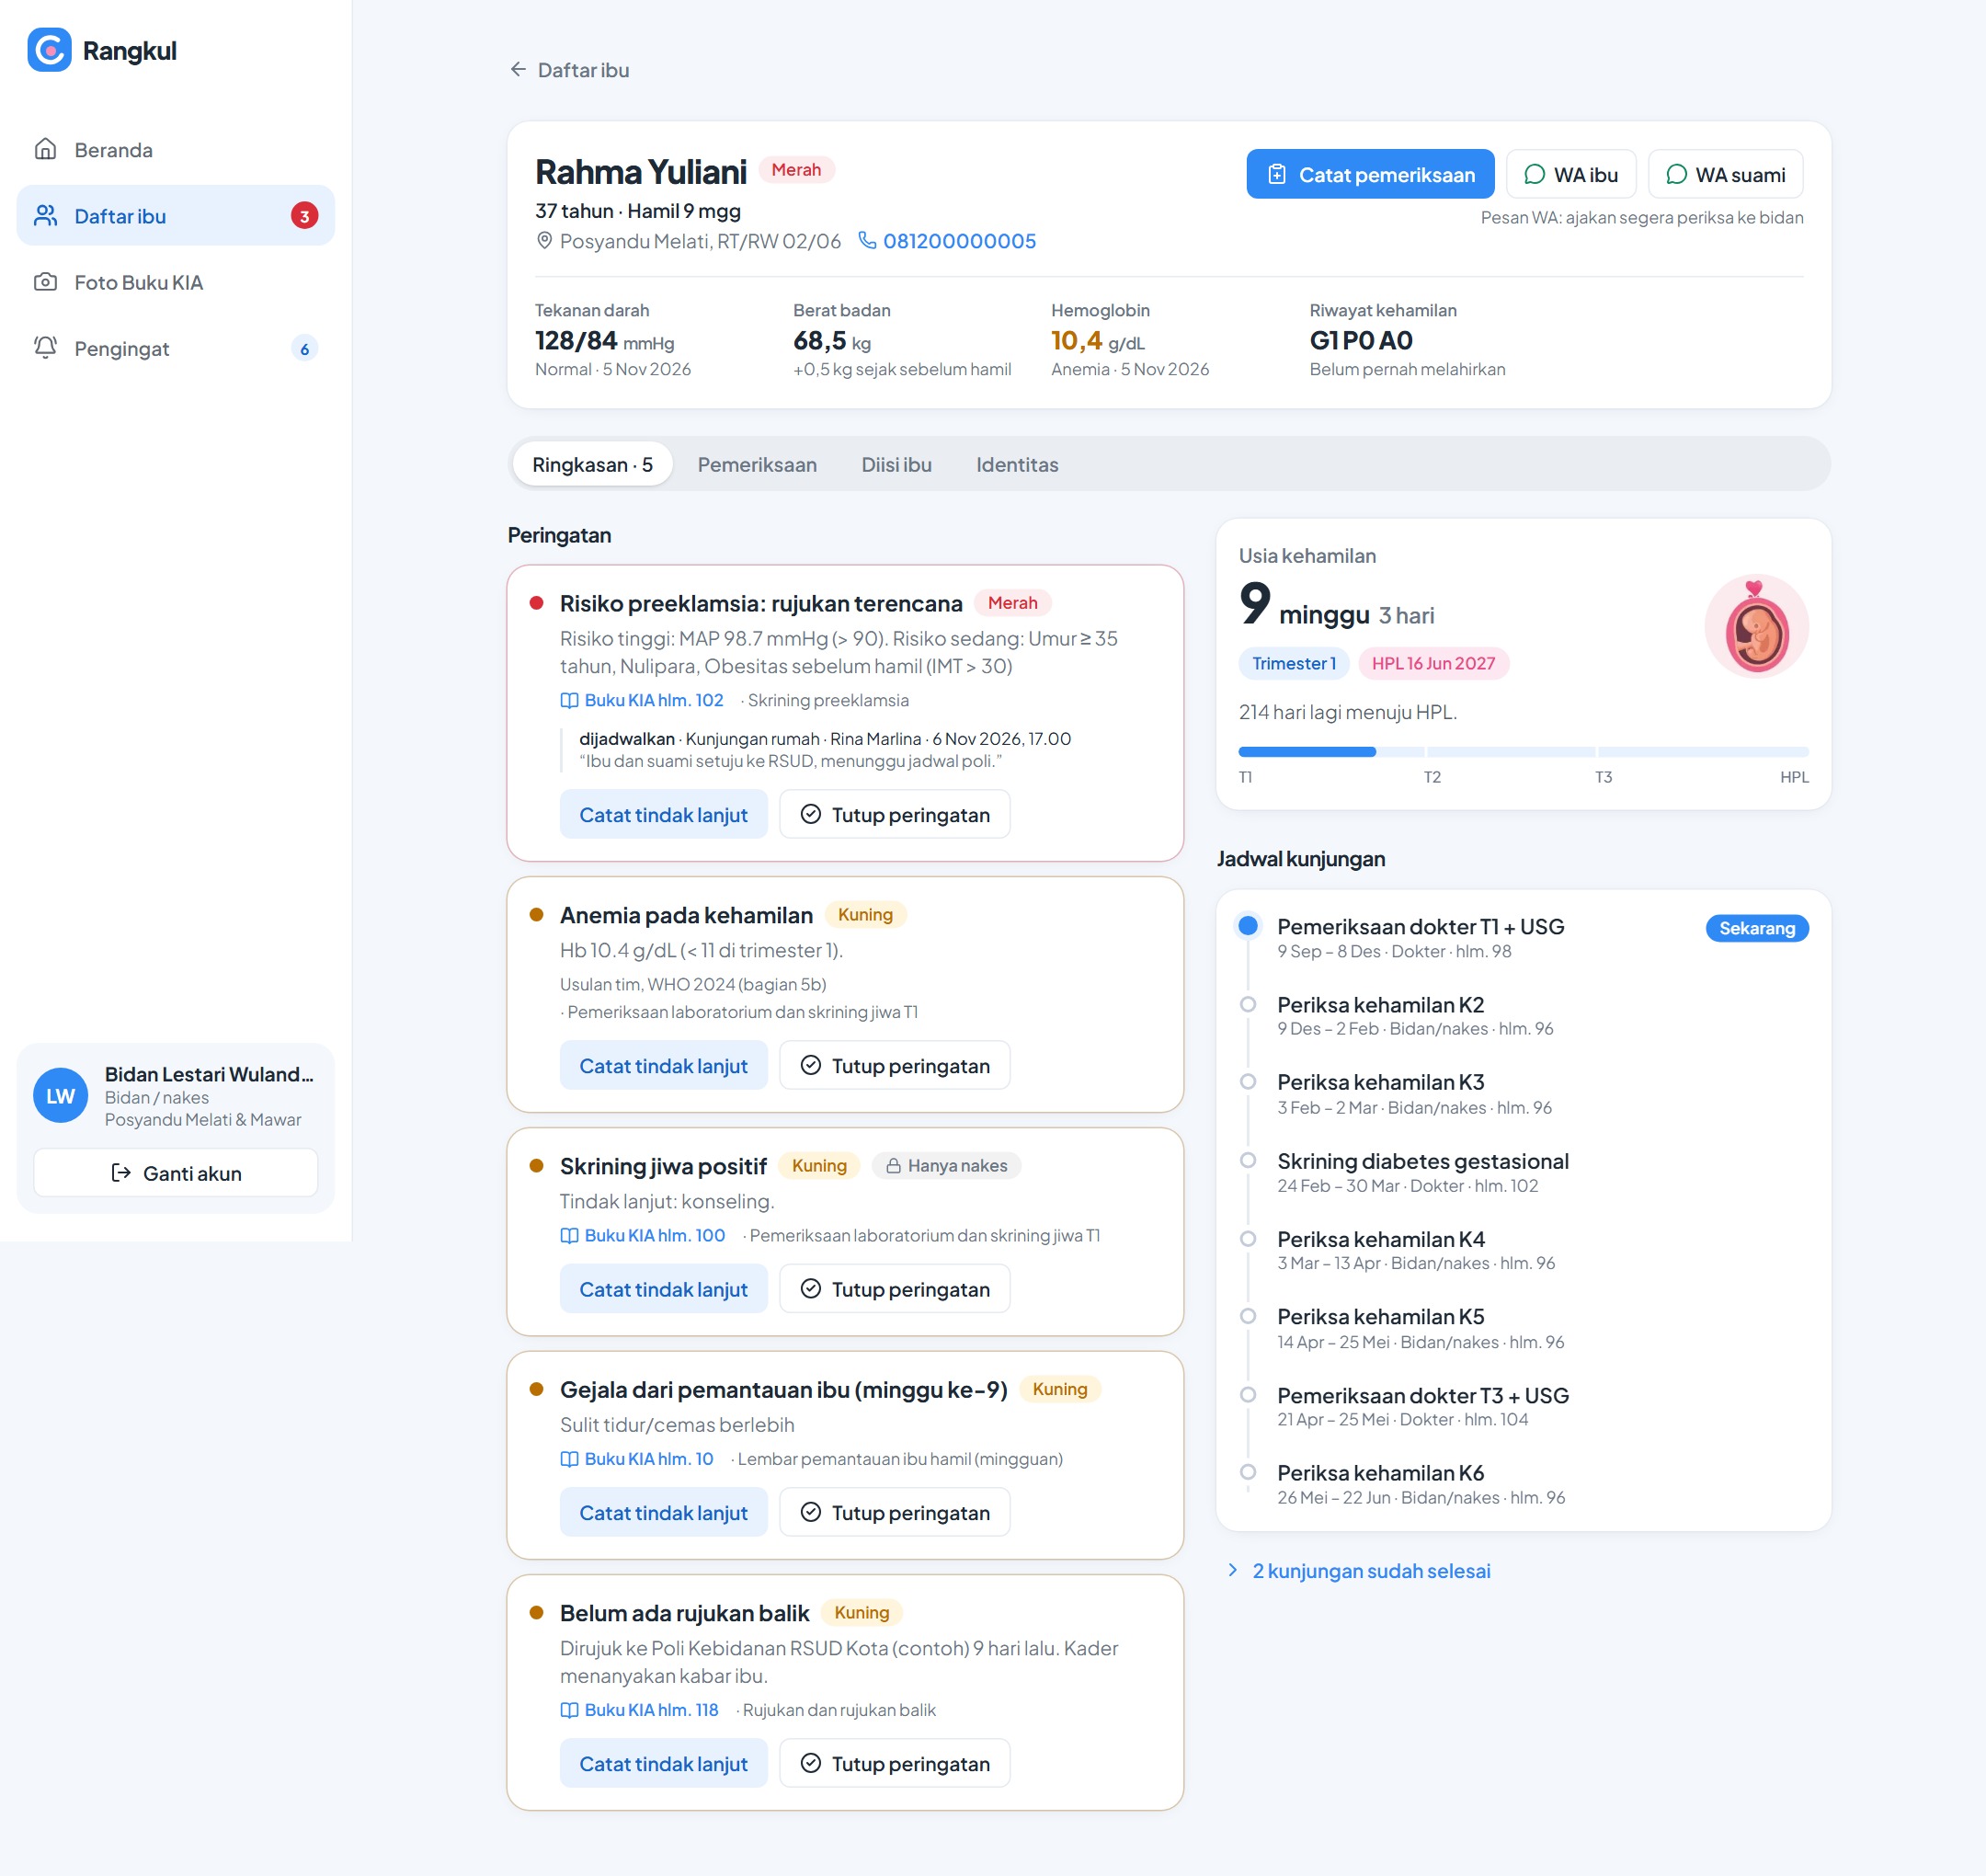 Rangkul
Beranda
Daftar ibu
3
Foto Buku KIA
Pengingat
6
Bidan Lestari Wuland...
LW
Bidan / nakes
Posyandu Melati & Mawar
Ganti akun
Daftar ibu
Rahma Yuliani
Merah
37 tahun · Hamil 9 mgg
Posyandu Melati, RT/RW 02/06
081200000005
Catat pemeriksaan
WA ibu
WA suami
Pesan WA: ajakan segera periksa ke bidan
Tekanan darah
128/84 mmHg
Normal · 5 Nov 2026
Berat badan
68,5 kg
+0,5 kg sejak sebelum hamil
Hemoglobin
10,4 g/dL
Anemia · 5 Nov 2026
Riwayat kehamilan
G1 P0 A0
Belum pernah melahirkan
Ringkasan · 5
Pemeriksaan
Diisi ibu
Identitas
Peringatan
Risiko preeklamsia: rujukan terencana
Merah
Risiko tinggi: MAP 98.7 mmHg (> 90). Risiko sedang: Umur ≥ 35
tahun, Nulipara, Obesitas sebelum hamil (IMT > 30)
Buku KIA hlm. 102 · Skrining preeklamsia
dijadwalkan · Kunjungan rumah · Rina Marlina · 6 Nov 2026, 17.00
“Ibu dan suami setuju ke RSUD, menunggu jadwal poli.”
Catat tindak lanjut
Tutup peringatan
Anemia pada kehamilan
Kuning
Hb 10.4 g/dL (< 11 di trimester 1).
Usulan tim, WHO 2024 (bagian 5b)
· Pemeriksaan laboratorium dan skrining jiwa T1
Catat tindak lanjut
Tutup peringatan
Skrining jiwa positif
Kuning
Hanya nakes
Tindak lanjut: konseling.
Buku KIA hlm. 100 · Pemeriksaan laboratorium dan skrining jiwa T1
Catat tindak lanjut
Tutup peringatan
Gejala dari pemantauan ibu (minggu ke-9)
Kuning
Sulit tidur/cemas berlebih
Buku KIA hlm. 10 · Lembar pemantauan ibu hamil (mingguan)
Catat tindak lanjut
Tutup peringatan
Belum ada rujukan balik
Kuning
Dirujuk ke Poli Kebidanan RSUD Kota (contoh) 9 hari lalu. Kader
menanyakan kabar ibu.
Buku KIA hlm. 118 · Rujukan dan rujukan balik
Catat tindak lanjut
Tutup peringatan
Usia kehamilan
9 minggu 3 hari
Trimester 1
HPL 16 Jun 2027
214 hari lagi menuju HPL.
T1
T2
T3
HPL
Jadwal kunjungan
Pemeriksaan dokter T1 + USG
Sekarang
9 Sep – 8 Des · Dokter · hlm. 98
Periksa kehamilan K2
9 Des – 2 Feb · Bidan/nakes · hlm. 96
Periksa kehamilan K3
3 Feb – 2 Mar · Bidan/nakes · hlm. 96
Skrining diabetes gestasional
24 Feb – 30 Mar · Dokter · hlm. 102
Periksa kehamilan K4
3 Mar – 13 Apr · Bidan/nakes · hlm. 96
Periksa kehamilan K5
14 Apr – 25 Mei · Bidan/nakes · hlm. 96
Pemeriksaan dokter T3 + USG
21 Apr – 25 Mei · Dokter · hlm. 104
Periksa kehamilan K6
26 Mei – 22 Jun · Bidan/nakes · hlm. 96
2 kunjungan sudah selesai